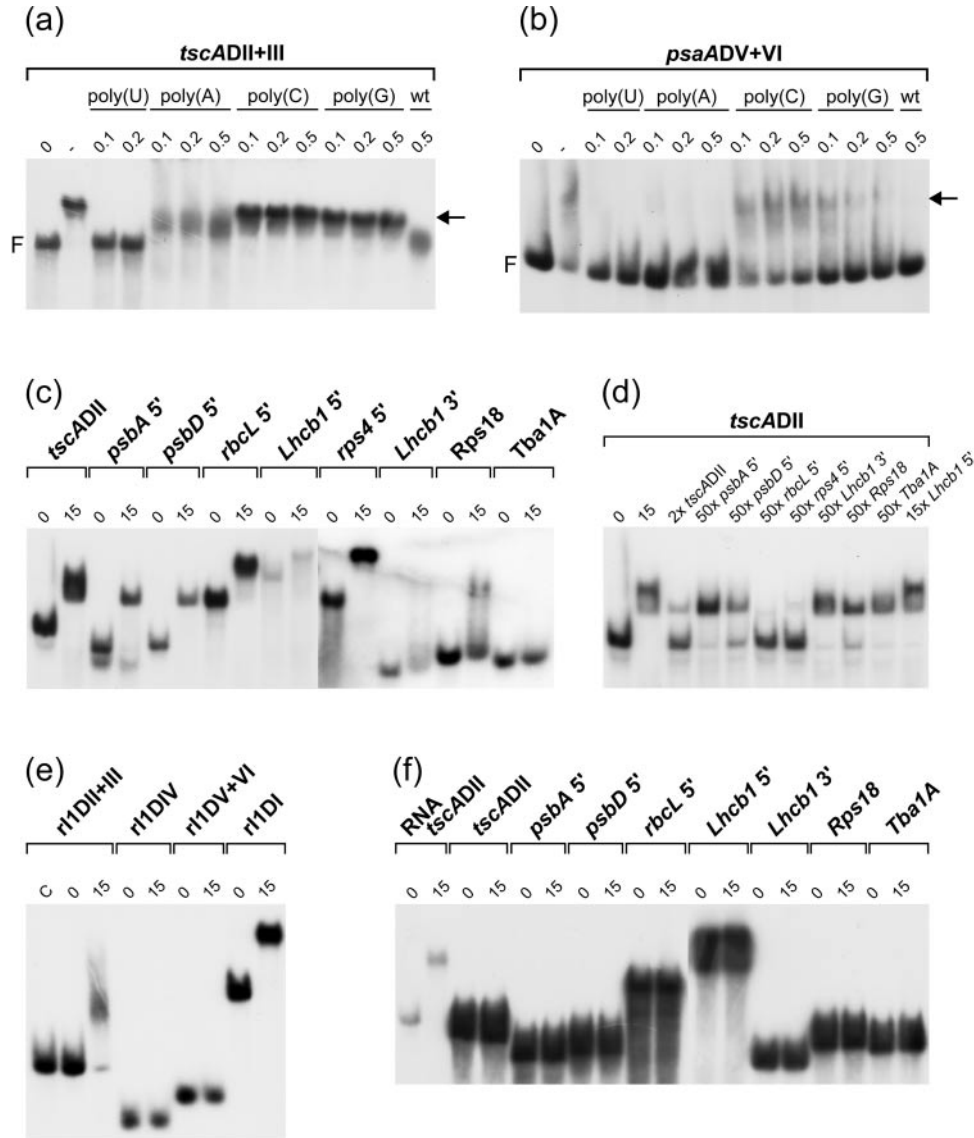 (a)
tscADII+III
poly(U) poly(A) poly(C) poly(G) wt
0 - 0.1 0.2 0.1 0.2 0.5 0.1 0.2 0.5 0.1 0.2 0.5 0.5
F
(b)
psaADV+VI
poly(U) poly(A) poly(C) poly(G) wt
0 - 0.1 0.2 0.1 0.2 0.5 0.1 0.2 0.5 0.1 0.2 0.5 0.5
F
(c)
tscADII psbA 5' psbD 5' rbcL 5' Lhcb1 5' rps4 5' Lhcb1 3' Rps18 Tba1A
0 15 0 15 0 15 0 15 0 15 0 15 0 15 0 15 0 15
(d)
tscADII
0 15 2x tscADII 50x psbA 5' 50x psbD 5' 50x rbcL 5' 50x rps4 5' 50x Lhcb1 3' 50x Rps18 50x Tba1A 15x Lhcb1 5'
(e)
rI1DII+III rI1DIV rI1DV+VI rI1DI
C 0 15 0 15 0 15 0 15
(f)
RNA tscADII tscADII psbA 5' psbD 5' rbcL 5' Lhcb1 5' Lhcb1 3' Rps18 Tba1A
0 15 0 15 0 15 0 15 0 15 0 15 0 15 0 15 0 15